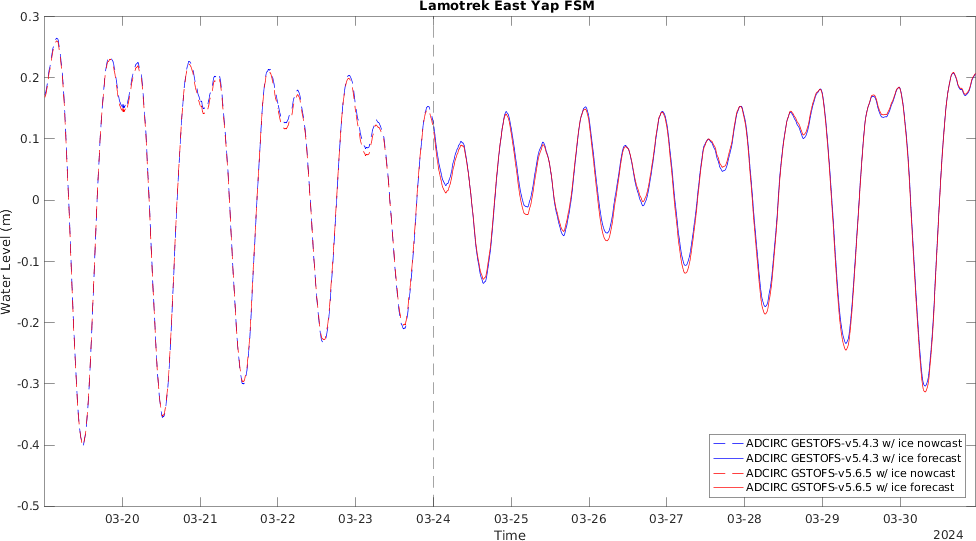 Lamotrek East Yap FSM
0.3
0.2
0.1
0
-0.1
-0.2
-0.3
-0.4
-0.5
Water Level (m)
ADCIRC GESTOFS-v5.4.3 w/ ice nowcast
ADCIRC GESTOFS-v5.4.3 w/ ice forecast
ADCIRC GSTOFS-v5.6.5 w/ ice nowcast
ADCIRC GSTOFS-v5.6.5 w/ ice forecast
03-20 03-21 03-22 03-23 03-24 03-25 03-26 03-27 03-28 03-29 03-30
Time
2024